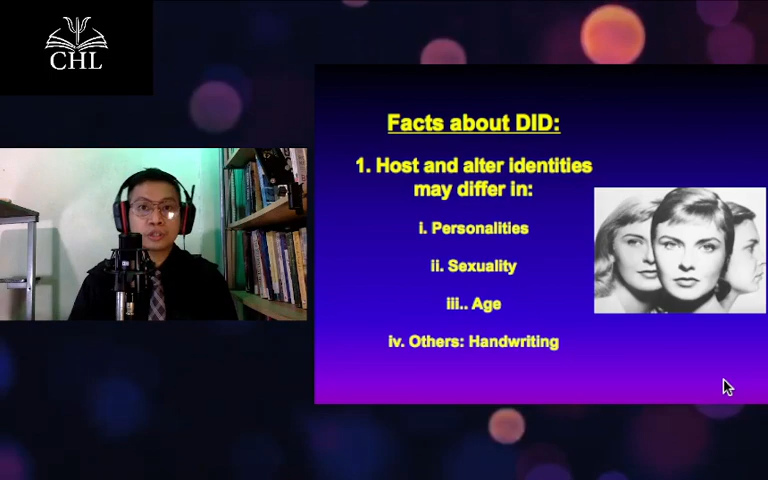 CHL
Facts about DID:
1. Host and alter identities
may differ in:
i. Personalities
ii. Sexuality
iii.. Age
iv. Others: Handwriting